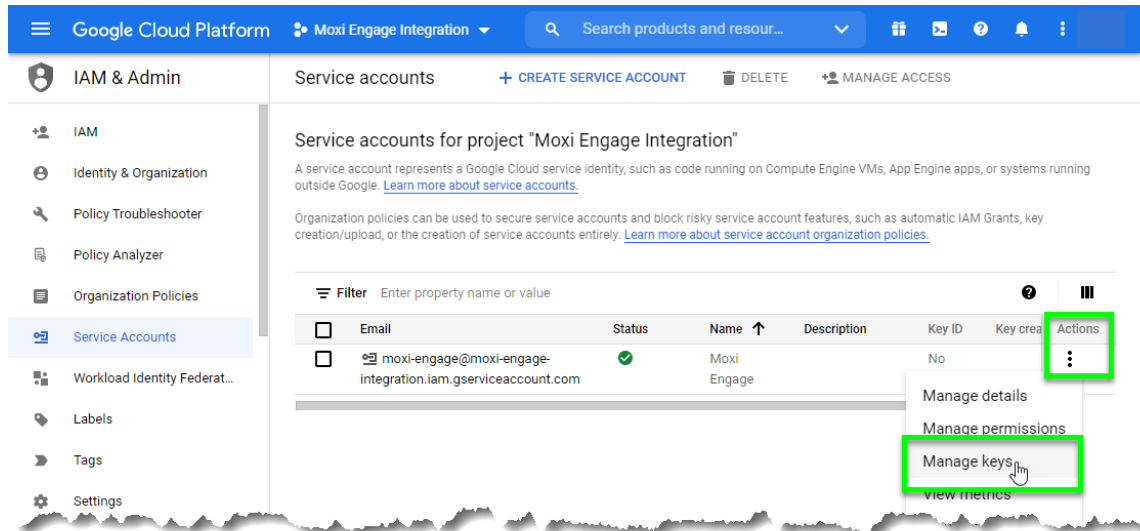 Google Cloud Platform
Moxi Engage Integration
Search products and resour...
IAM & Admin
Service accounts
+ CREATE SERVICE ACCOUNT
DELETE
MANAGE ACCESS
IAM
Identity & Organization
Policy Troubleshooter
Policy Analyzer
Organization Policies
Service Accounts
Workload Identity Federat...
Labels
Tags
Settings
Service accounts for project "Moxi Engage Integration"
A service account represents a Google Cloud service identity, such as code running on Compute Engine VMs, App Engine apps, or systems running
outside Google. Learn more about service accounts.
Organization policies can be used to secure service accounts and block risky service account features, such as automatic IAM Grants, key
creation/upload, or the creation of service accounts entirely. Learn more about service account organization policies.
Filter Enter property name or value
Email Status Name Description Key ID Key crea Actions
moxi-engage@moxi-engage- Moxi No
integration.iam.gserviceaccount.com Engage
Manage details
Manage permissions
Manage keys
View metrics